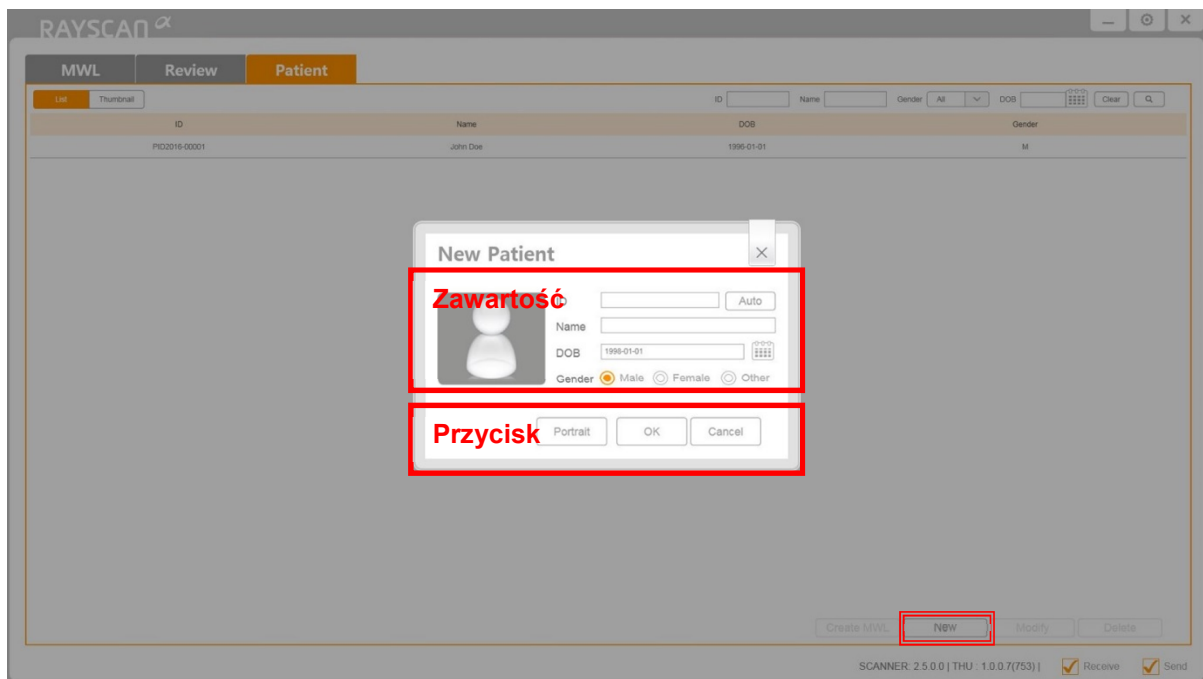 RAYSCAN α
MWL Review Patient
List Thumbnail ID Name Gender All DOB Clear
ID Name DOB Gender
PID2016-00001 John Doe 1996-01-01 M
New Patient
Zawartość
ID Auto
Name
DOB 1998-01-01
Gender Male Female Other
Przycisk Portrait OK Cancel
Create MWL New Modify Delete
SCANNER: 2.5.0.0 | THU : 1.0.0.7(753) | Receive Send